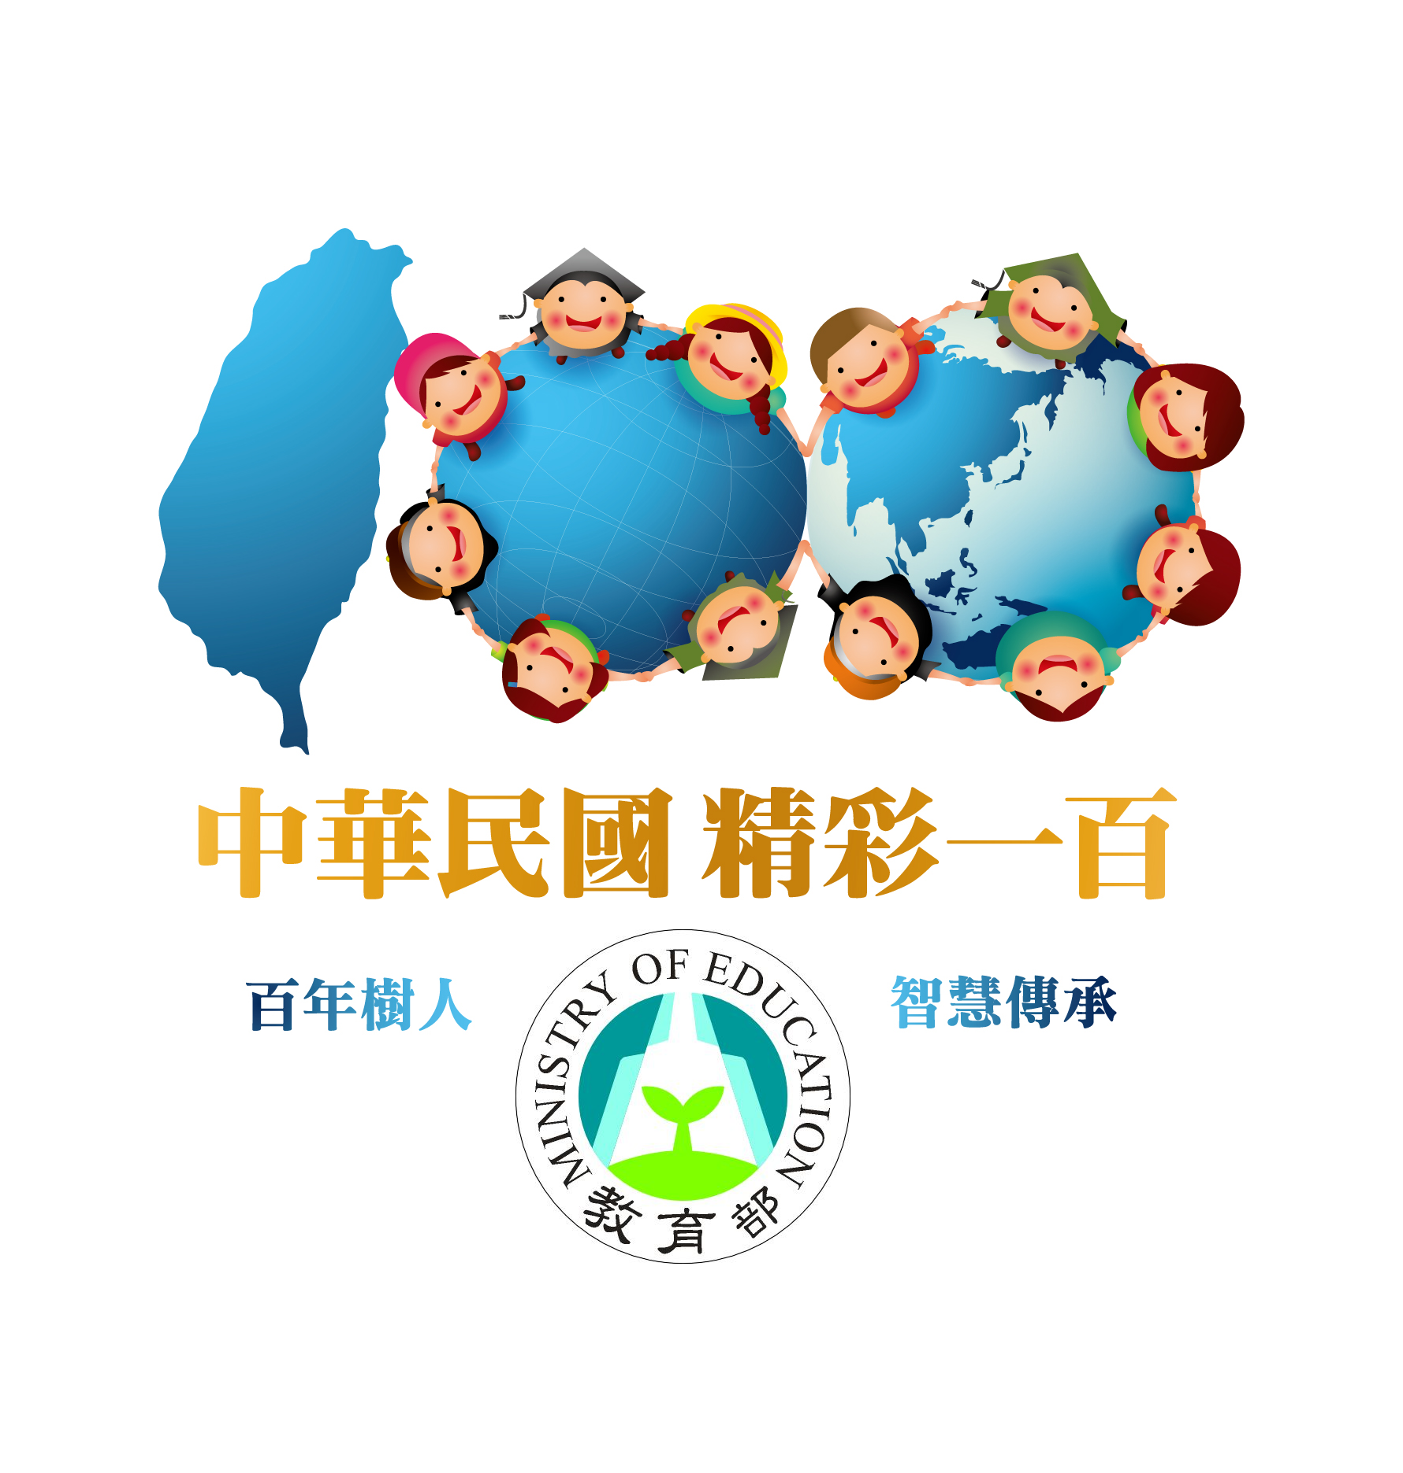 中華民國 精彩一百
百年樹人
智慧傳承
MINISTRY OF EDUCATION
教育部